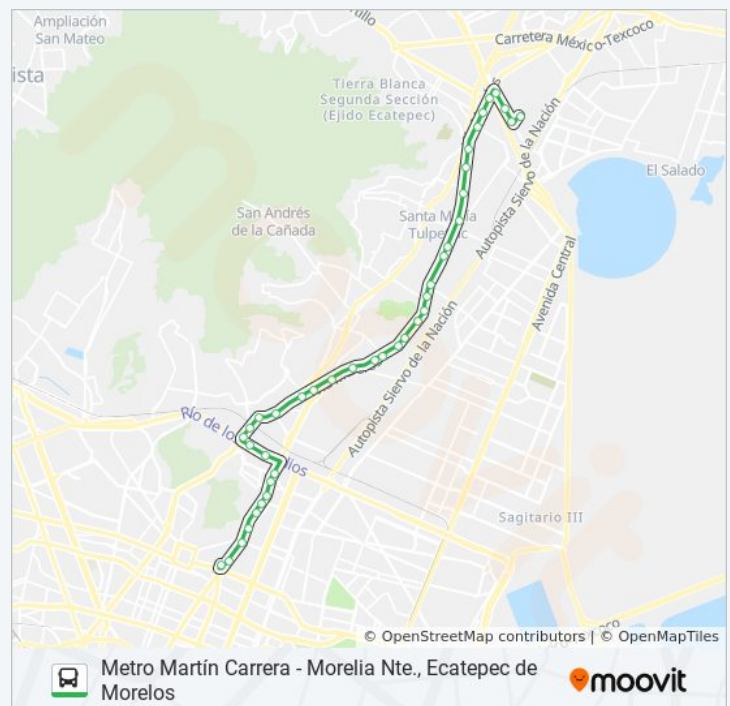 Ampliación
San Mateo
ista
Carretera México-Texcoco
Tierra Blanca
Segunda Sección
(Ejido Ecatepec)
Autopista Siervo de la Nación
El Salado
San Andrés
de la Cañada
Santa María
Tulpetlac
Avenida Central
Autopista Siervo de la Nación
Río de los
Sagitario III
© OpenStreetMap contributors | © OpenMapTiles
Metro Martín Carrera - Morelia Nte., Ecatepec de
Morelos
moovit